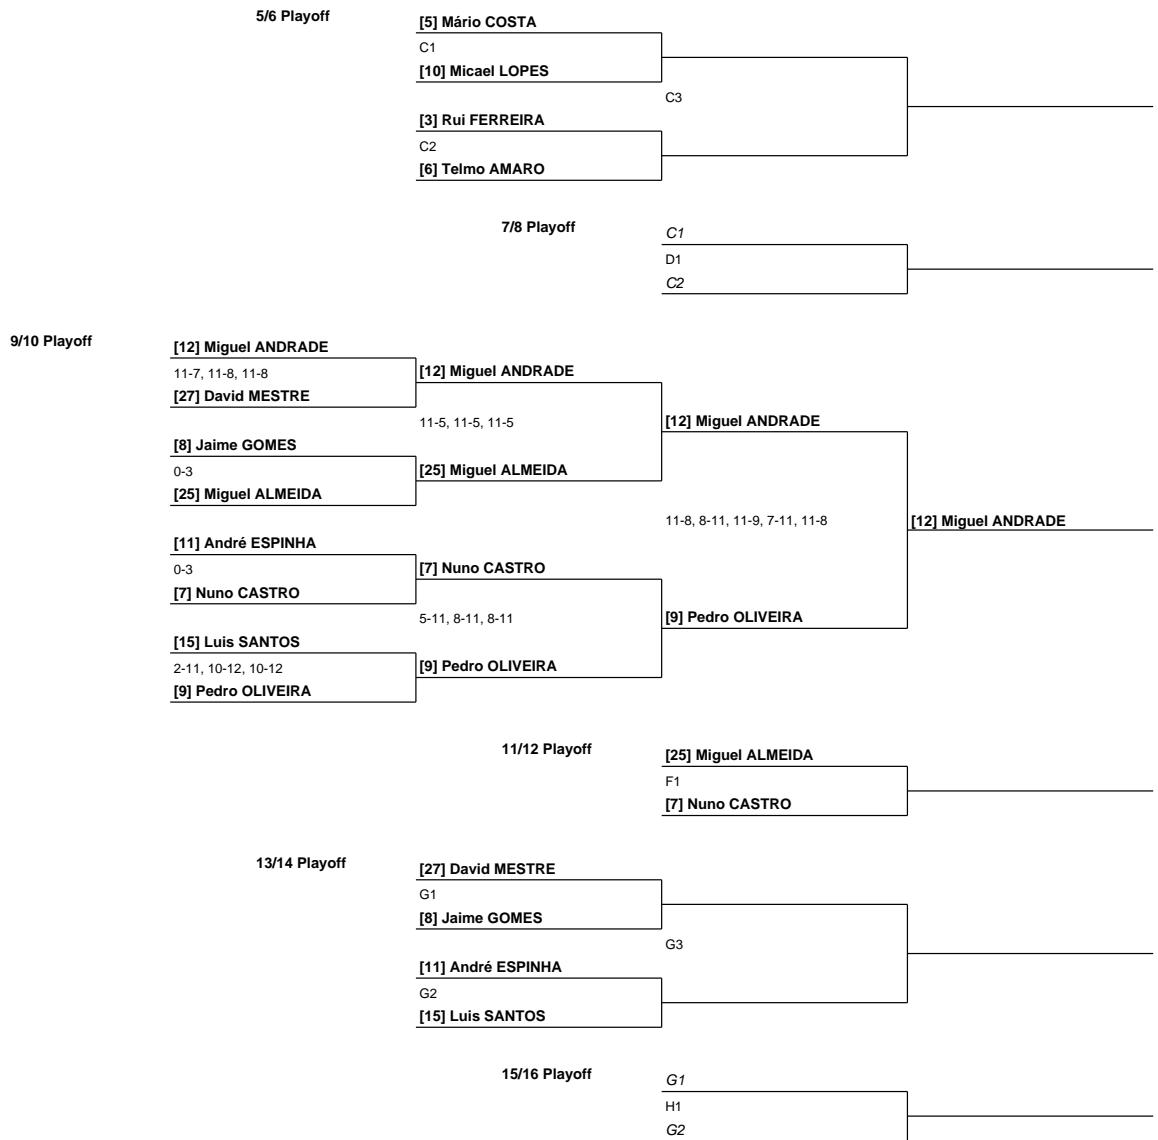 5/6 Playoff
[5] Mário COSTA
C1
[10] Micael LOPES
C3
[3] Rui FERREIRA
C2
[6] Telmo AMARO
7/8 Playoff
C1
D1
C2
9/10 Playoff
[12] Miguel ANDRADE
11-7, 11-8, 11-8
[12] Miguel ANDRADE
[27] David MESTRE
11-5, 11-5, 11-5
[12] Miguel ANDRADE
[8] Jaime GOMES
0-3
[25] Miguel ALMEIDA
[25] Miguel ALMEIDA
11-8, 8-11, 11-9, 7-11, 11-8
[12] Miguel ANDRADE
[11] André ESPINHA
0-3
[7] Nuno CASTRO
[7] Nuno CASTRO
5-11, 8-11, 8-11
[9] Pedro OLIVEIRA
[15] Luis SANTOS
2-11, 10-12, 10-12
[9] Pedro OLIVEIRA
[9] Pedro OLIVEIRA
11/12 Playoff
[25] Miguel ALMEIDA
F1
[7] Nuno CASTRO
13/14 Playoff
[27] David MESTRE
G1
[8] Jaime GOMES
G3
[11] André ESPINHA
G2
[15] Luis SANTOS
15/16 Playoff
G1
H1
G2